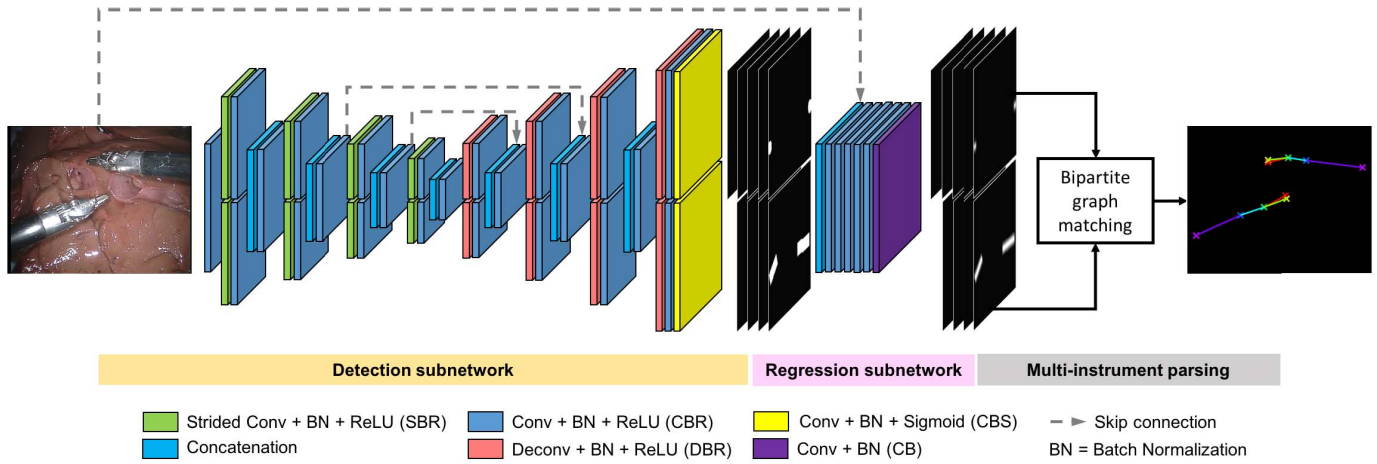 Bipartite
graph
matching
Detection subnetwork
Regression subnetwork
Multi-instrument parsing
Strided Conv + BN + ReLU (SBR)
Conv + BN + ReLU (CBR)
Conv + BN + Sigmoid (CBS)
Skip connection
Concatenation
Deconv + BN + ReLU (DBR)
Conv + BN (CB)
BN = Batch Normalization